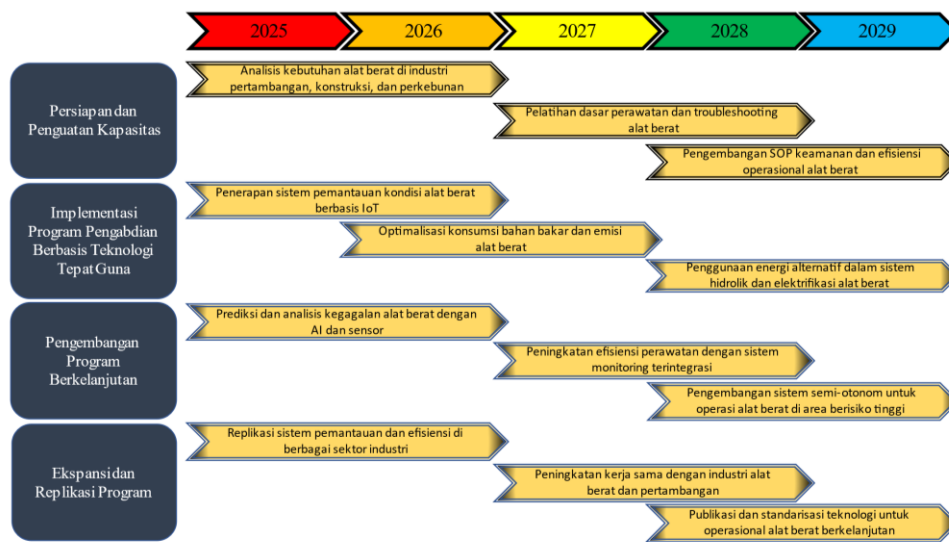 2025
2026
2027
2028
2029
Persiapan dan
Penguatan Kapasitas
Analisis kebutuhan alat berat di industri
pertambangan, konstruksi, dan perkebunan
Pelatihan dasar perawatan dan troubleshooting
alat berat
Pengembangan SOP keamanan dan efisiensi
operasional alat berat
Implementasi
Program Pengabdian
Berbasis Teknologi
Tepat Guna
Penerapan sistem pemantauan kondisi alat berat
berbasis IoT
Optimalisasi konsumsi bahan bakar dan emisi
alat berat
Penggunaan energi alternatif dalam sistem
hidrolik dan elektrifikasi alat berat
Pengembangan
Program
Berkelanjutan
Prediksi dan analisis kegagalan alat berat dengan
AI dan sensor
Peningkatan efisiensi perawatan dengan sistem
monitoring terintegrasi
Pengembangan sistem semi-otonom untuk
operasi alat berat di area berisiko tinggi
Ekspansi dan
Replikasi Program
Replikasi sistem pemantauan dan efisiensi di
berbagai sektor industri
Peningkatan kerja sama dengan industri alat
berat dan pertambangan
Publikasi dan standarisasi teknologi untuk
operasional alat berat berkelanjutan